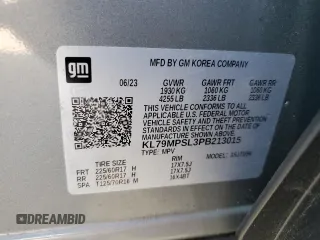 gm
MFD BY GM KOREA COMPANY
06/23 GVWR GAWR FRT GAWR RR
1930 KG 1060 KG 1060 KG
4255 LB 2336 LB 2336 LB
THIS VEHICLE CONFORMS TO ALL APPLICABLE
U.S. FEDERAL MOTOR VEHICLE
SAFETY, BUMPER, AND THEFT
PREVENTION STANDARDS IN
EFFECT ON THE DATE OF
MANUFACTURE SHOWN ABOVE.
KL79MPSL3PB213015
TYPE: MPV
TIRE SIZE RIM
FRT 225/60R17 H 17X7.5J
RR 225/60R17 H 17X7.5J
SPA T125/70R16 M 16X4BT
AUTOBIDMASTER